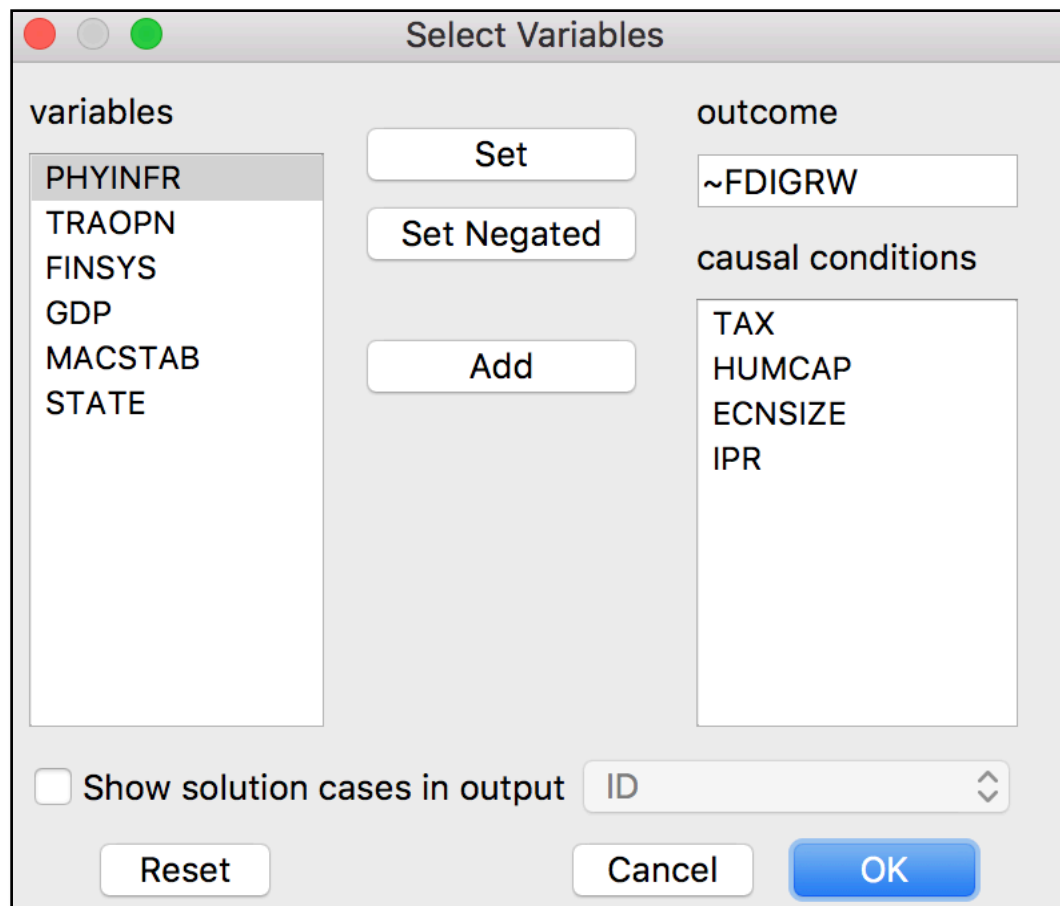 Select Variables
variables
PHYINFR
TRAOPN
FINSYS
GDP
MACSTAB
STATE
Set
Set Negated
Add
outcome
~FDIGRW
causal conditions
TAX
HUMCAP
ECNSIZE
IPR
Show solution cases in output
ID
Reset
Cancel
OK